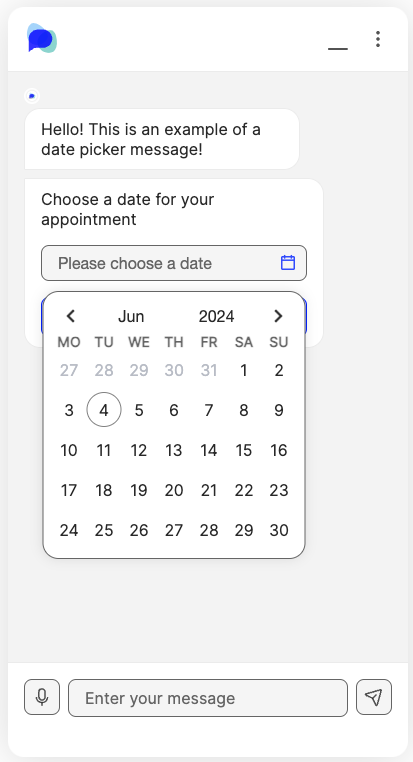 Hello! This is an example of a
date picker message!
Choose a date for your
appointment
Please choose a date
Jun 2024
MO TU WE TH FR SA SU
27 28 29 30 31 1 2
3 4 5 6 7 8 9
10 11 12 13 14 15 16
17 18 19 20 21 22 23
24 25 26 27 28 29 30
Enter your message